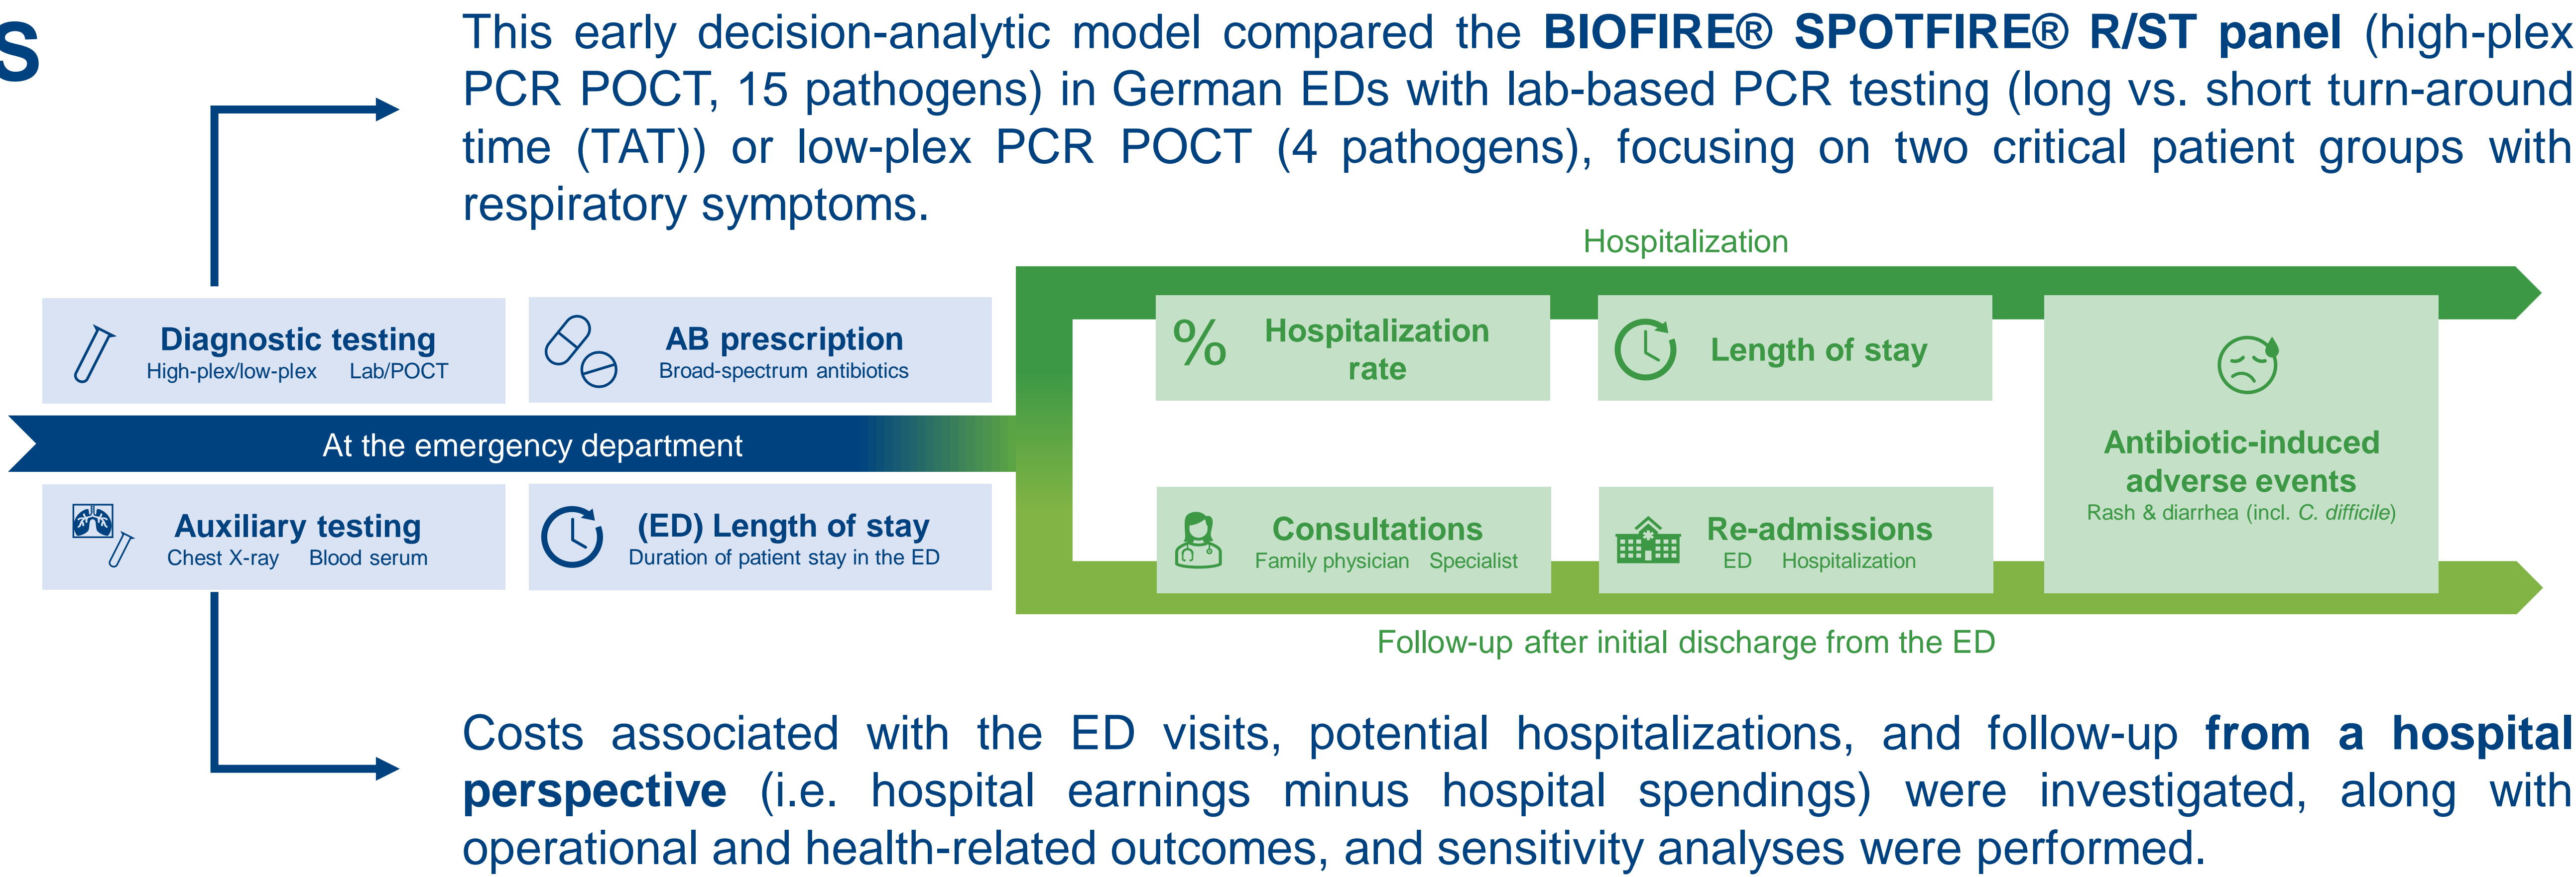 S
This early decision-analytic model compared the BIOFIRE® SPOTFIRE® R/ST panel (high-plex
PCR POCT, 15 pathogens) in German EDs with lab-based PCR testing (long vs. short turn-around
time (TAT)) or low-plex PCR POCT (4 pathogens), focusing on two critical patient groups with
respiratory symptoms.
Hospitalization
Diagnostic testing
High-plex/low-plex Lab/POCT
AB prescription
Broad-spectrum antibiotics
% Hospitalization
rate
Length of stay
At the emergency department
Antibiotic-induced
adverse events
Rash & diarrhea (incl. C. difficile)
Auxiliary testing
Chest X-ray Blood serum
(ED) Length of stay
Duration of patient stay in the ED
Consultations
Family physician Specialist
Re-admissions
ED Hospitalization
Follow-up after initial discharge from the ED
Costs associated with the ED visits, potential hospitalizations, and follow-up from a hospital
perspective (i.e. hospital earnings minus hospital spendings) were investigated, along with
operational and health-related outcomes, and sensitivity analyses were performed.